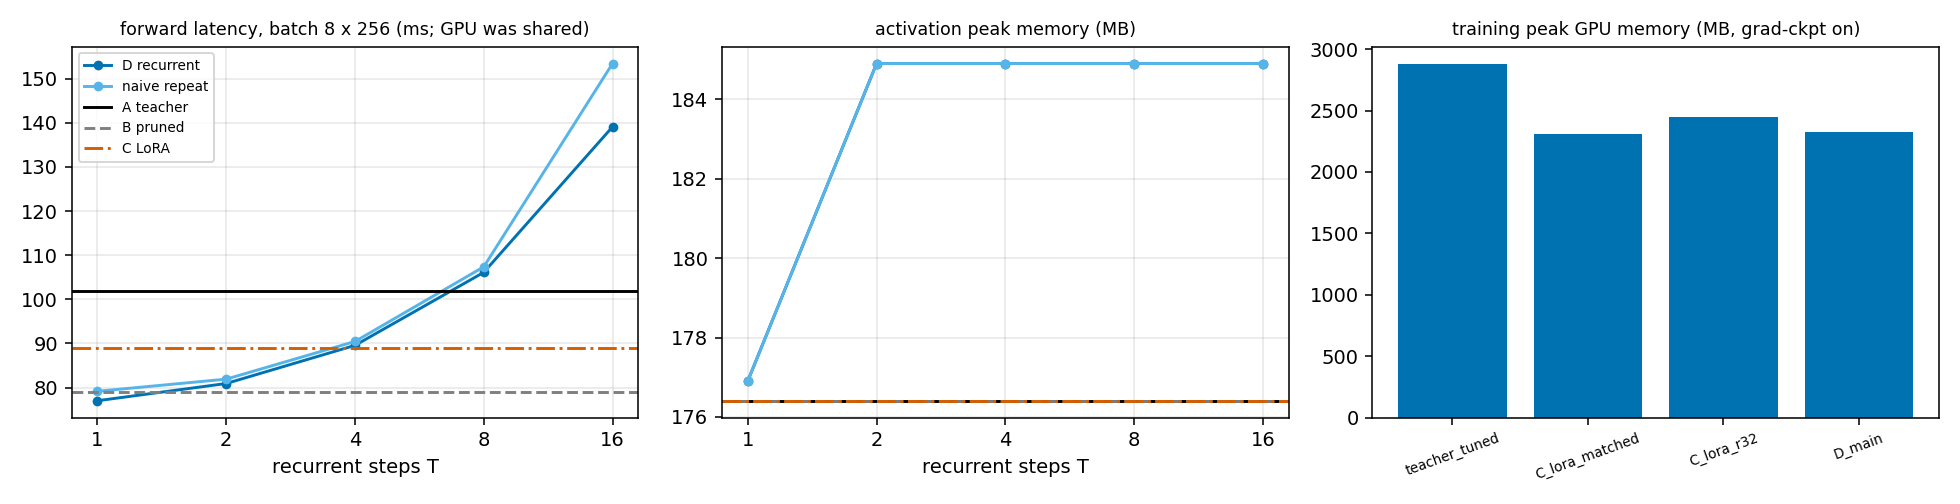 forward latency, batch 8 x 256 (ms; GPU was shared)
150
140
130
120
110
100
90
80
D recurrent
naive repeat
A teacher
B pruned
C LoRA
1 2 4 8 16
recurrent steps T
activation peak memory (MB)
184
182
180
178
176
1 2 4 8 16
recurrent steps T
training peak GPU memory (MB, grad-ckpt on)
3000
2500
2000
1500
1000
500
0
teacher_tuned
C_lora_matched
C_lora_r32
D_main